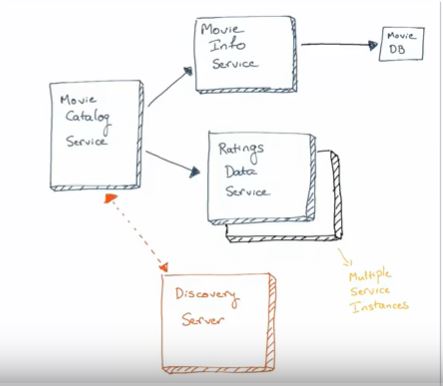 Movie
Info
Service
Movie
DB
Movie
Catalog
Service
Ratings
Data
Service
Multiple
Service
Instances
Discovery
Server